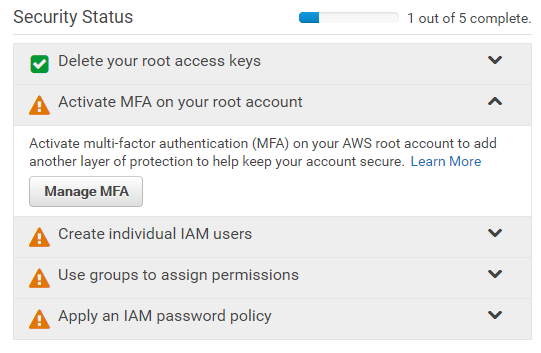 Security Status
1 out of 5 complete.
Delete your root access keys
Activate MFA on your root account
Activate multi-factor authentication (MFA) on your AWS root account to add
another layer of protection to help keep your account secure. Learn More
Manage MFA
Create individual IAM users
Use groups to assign permissions
Apply an IAM password policy